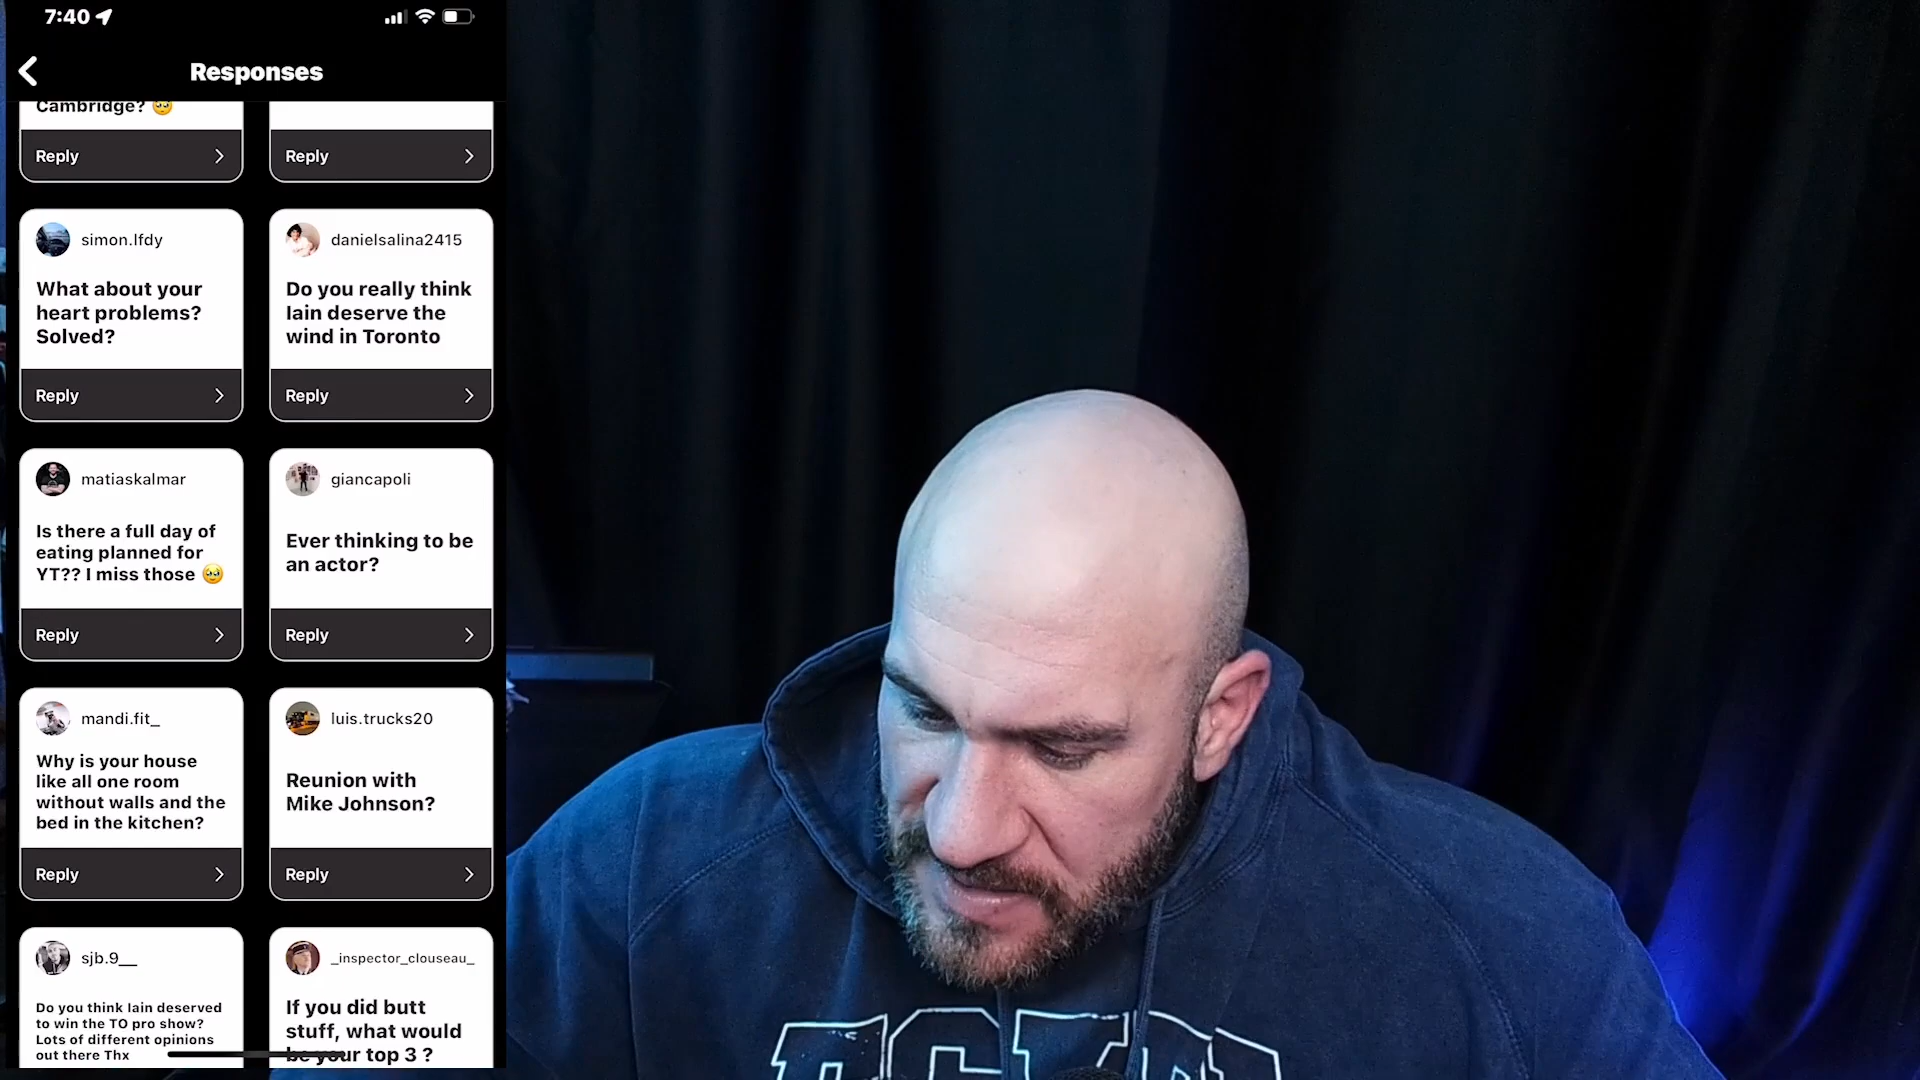 7:40
Responses
Cambridge? 🥹
Reply
Reply
simon.lfdy
What about your
heart problems?
Solved?
Reply
danielsalina2415
Do you really think
Iain deserve the
wind in Toronto
Reply
matiaskalmar
Is there a full day of
eating planned for
YT?? I miss those 🥹
Reply
giancapoli
Ever thinking to be
an actor?
Reply
mandi.fit_
Why is your house
like all one room
without walls and the
bed in the kitchen?
Reply
luis.trucks20
Reunion with
Mike Johnson?
Reply
sjb.9__
Do you think Iain deserved
to win the TO pro show?
Lots of different opinions
out there Thx
_inspector_clouseau_
If you did butt
stuff, what would
be your top 3 ?